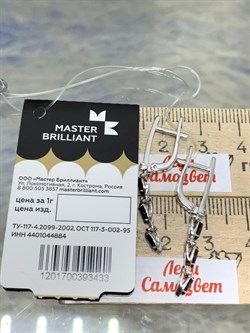 MASTER
BRILLIANT
ООО «Мастер Бриллиант»
Ул. Локомотивная, 2, г. Кострома, Россия
8 800 505 3857 masterbrilliant.com
цена за 1г
цена изд.
ТУ-117-4.2099-2002, ОСТ 117-3-002-95
ИНН 4401044884
1201700393433
Леди
Самоцвет
Леди
Самоцвет